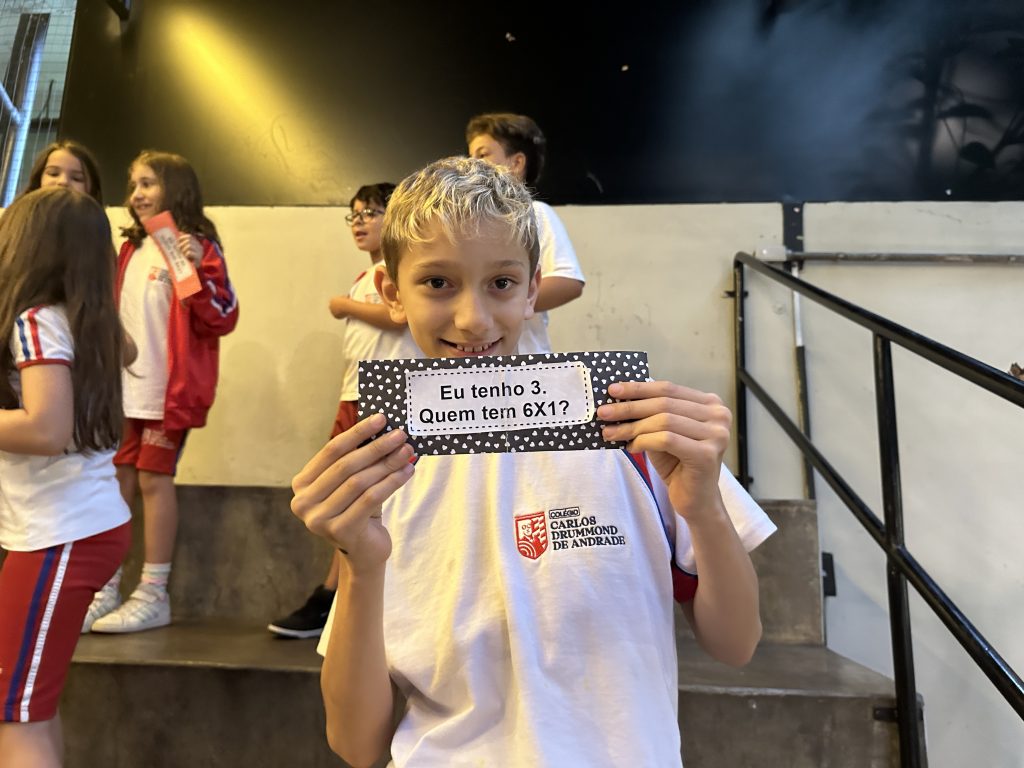 Eu tenho 3.
Quem tem 6X1?
COLÉGIO
CARLOS
DRUMMOND
DE ANDRADE